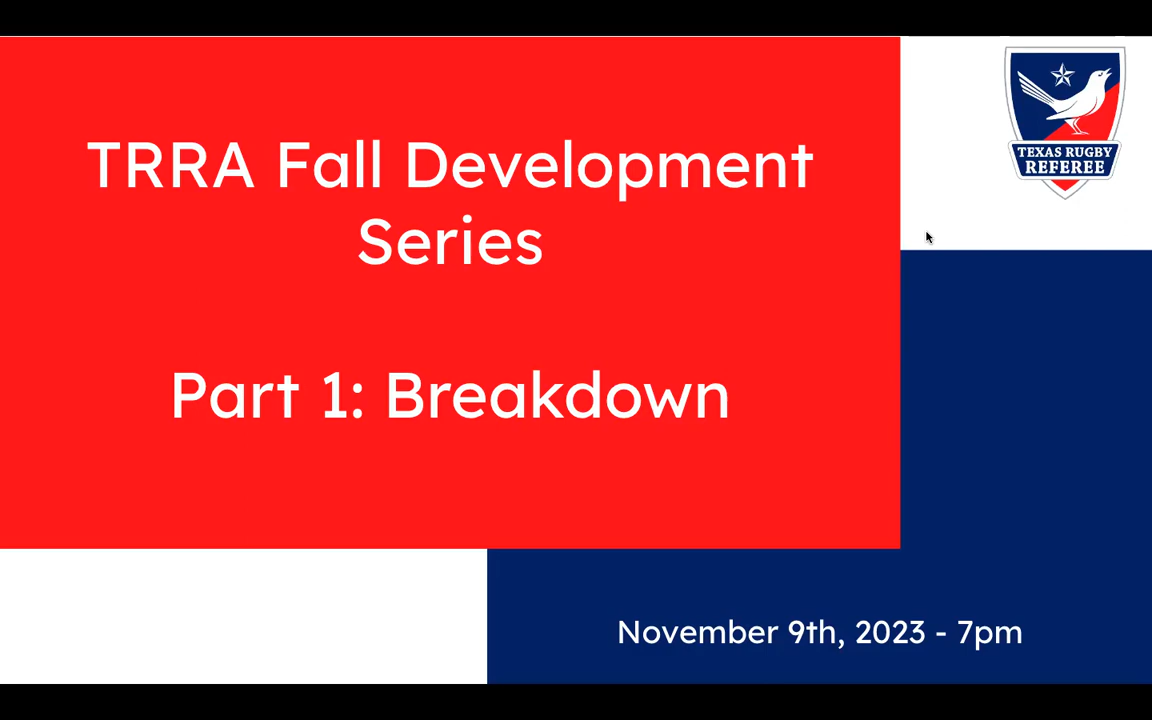 TRRA Fall Development
Series
Part 1: Breakdown
TEXAS RUGBY
REFEREE
November 9th, 2023 - 7pm